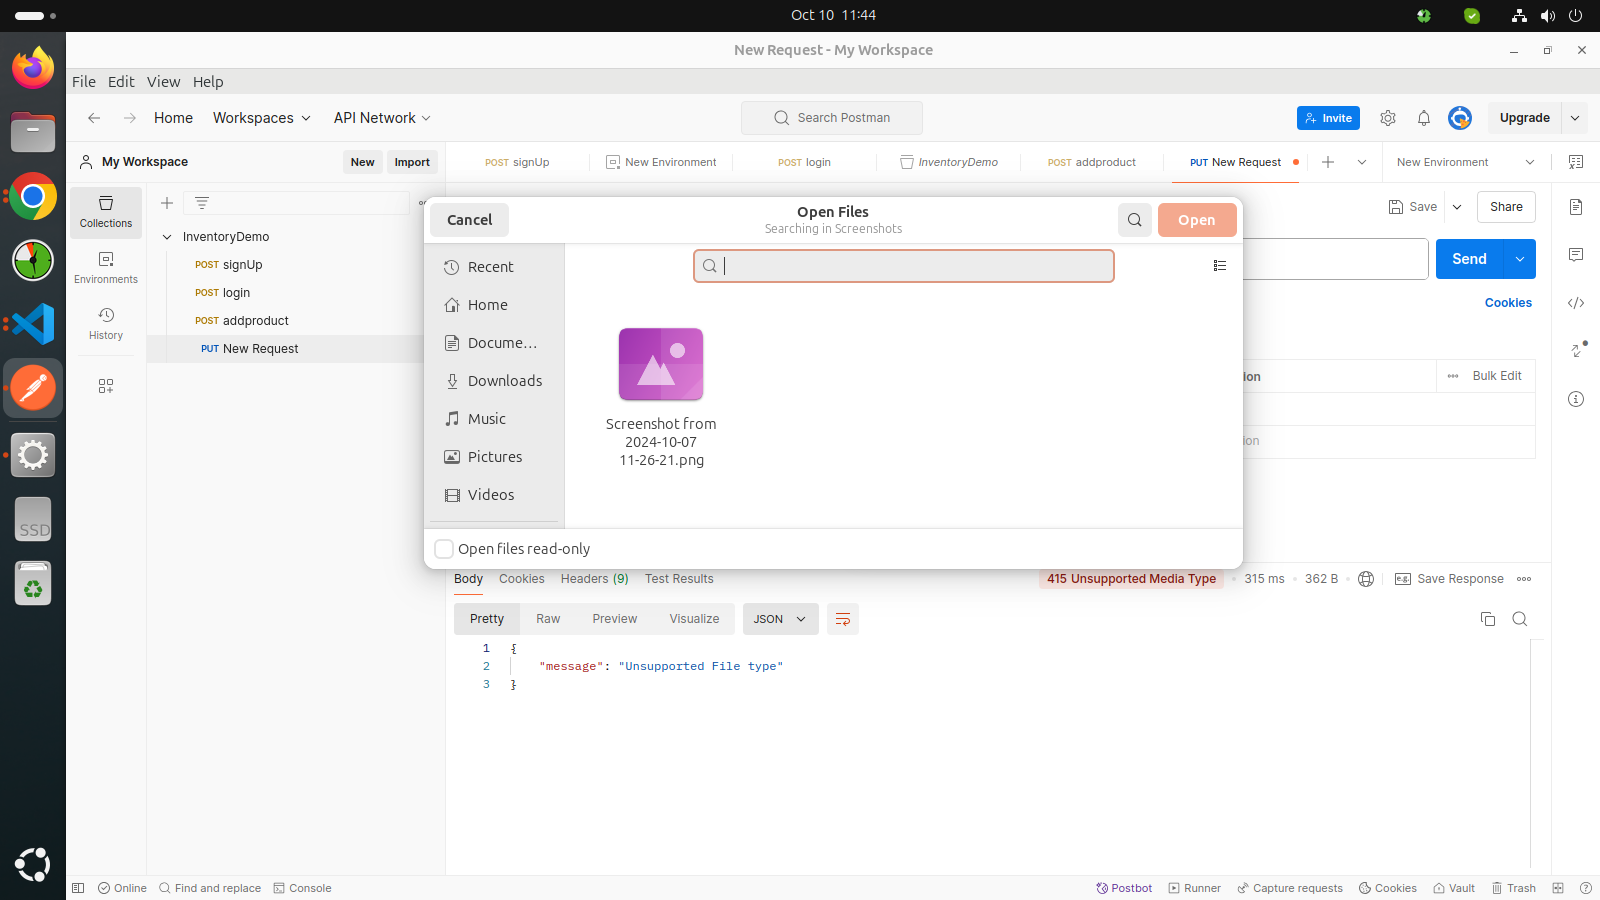 Oct 10 11:44
New Request - My Workspace
File Edit View Help
Home Workspaces API Network
Search Postman
Invite
Upgrade
My Workspace
New Import
POST signUp
New Environment
POST login
InventoryDemo
POST addproduct
PUT New Request
New Environment
Collections
Environments
History
InventoryDemo
POST signUp
POST login
POST addproduct
PUT New Request
Save
Share
Send
Cookies
Bulk Edit
Cancel
Open Files
Searching in Screenshots
Open
Recent
Home
Docume...
Downloads
Music
Pictures
Videos
Screenshot from
2024-10-07
11-26-21.png
Open files read-only
Body Cookies Headers (9) Test Results
415 Unsupported Media Type 315 ms 362 B
e.g. Save Response
Pretty Raw Preview Visualize JSON
1 {
2 "message": "Unsupported File type"
3 }
SSD
Online Find and replace Console
Postbot Runner Capture requests Cookies Vault Trash